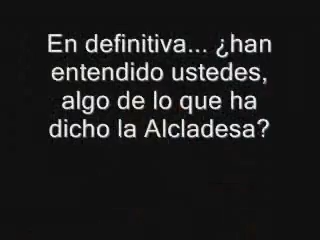 En definitiva... ¿han
entendido ustedes,
algo de lo que ha
dicho la Alcladesa?